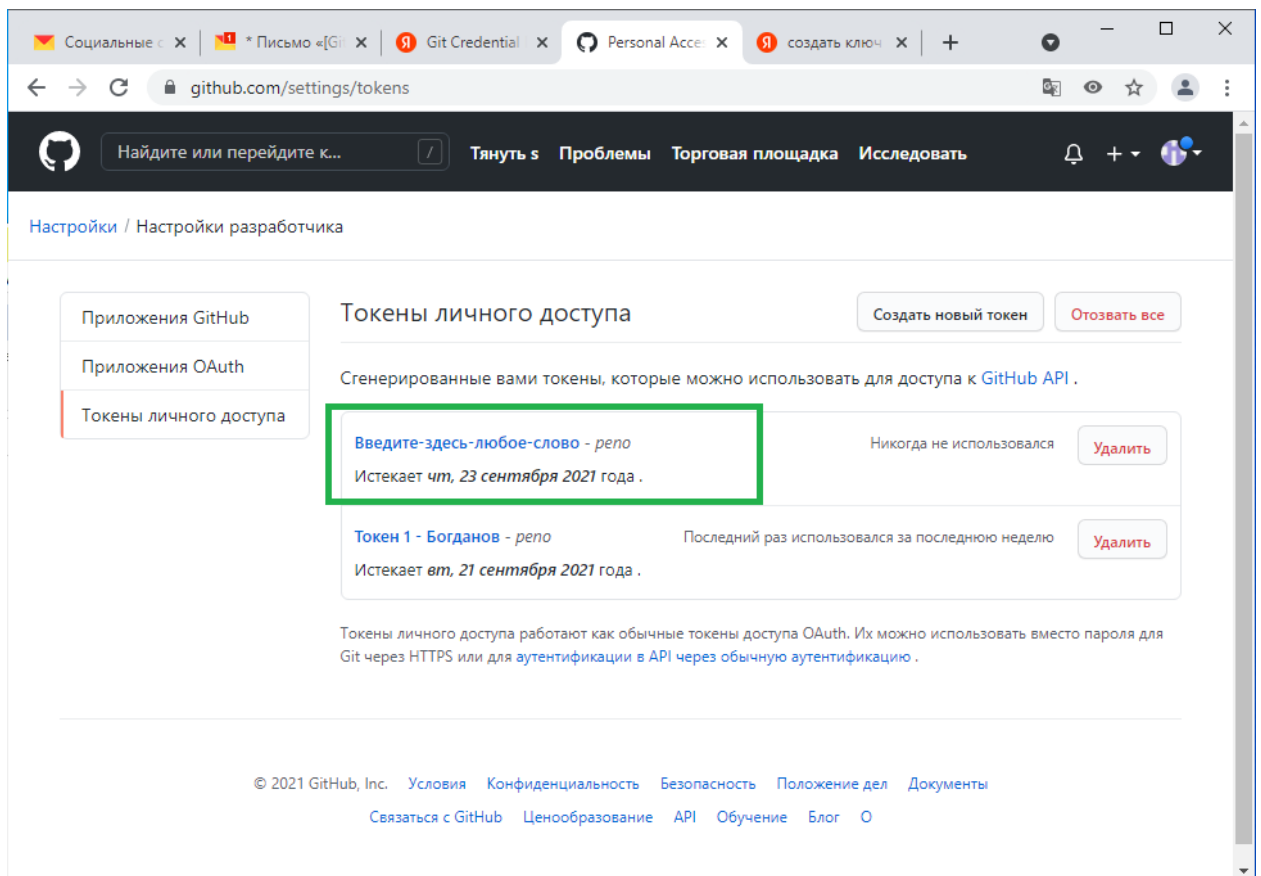 Социальные с
1 * Письмо «[Gi
Git Credential
Personal Acce
создать ключ
github.com/settings/tokens
Найдите или перейдите к... / Тянуть s Проблемы Торговая площадка Исследовать
Настройки / Настройки разработчика
Приложения GitHub
Приложения OAuth
Токены личного доступа
Токены личного доступа
Создать новый токен
Отозвать все
Сгенерированные вами токены, которые можно использовать для доступа к GitHub API .
Введите-здесь-любое-слово - репо
Никогда не использовался
Удалить
Истекает чт, 23 сентября 2021 года .
Токен 1 - Богданов - репо
Последний раз использовался за последнюю неделю
Удалить
Истекает вт, 21 сентября 2021 года .
Токены личного доступа работают как обычные токены доступа OAuth. Их можно использовать вместо пароля для
Git через HTTPS или для аутентификации в API через обычную аутентификацию .
© 2021 GitHub, Inc. Условия Конфиденциальность Безопасность Положение дел Документы
Связаться с GitHub Ценообразование API Обучение Блог О